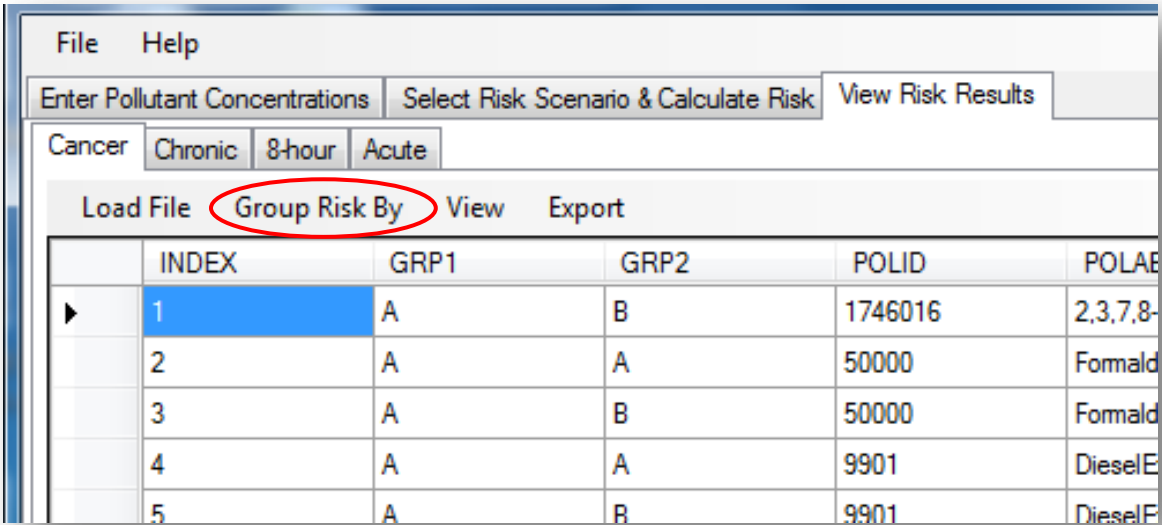 File Help
Enter Pollutant Concentrations Select Risk Scenario & Calculate Risk View Risk Results
Cancer Chronic 8-hour Acute
Load File Group Risk By View Export
INDEX GRP1 GRP2 POLID
1 A B 1746016 2,3,7,8-
2 A A 50000 Formald
3 A B 50000 Formald
4 A A 9901 DieselE
5 A B 9901